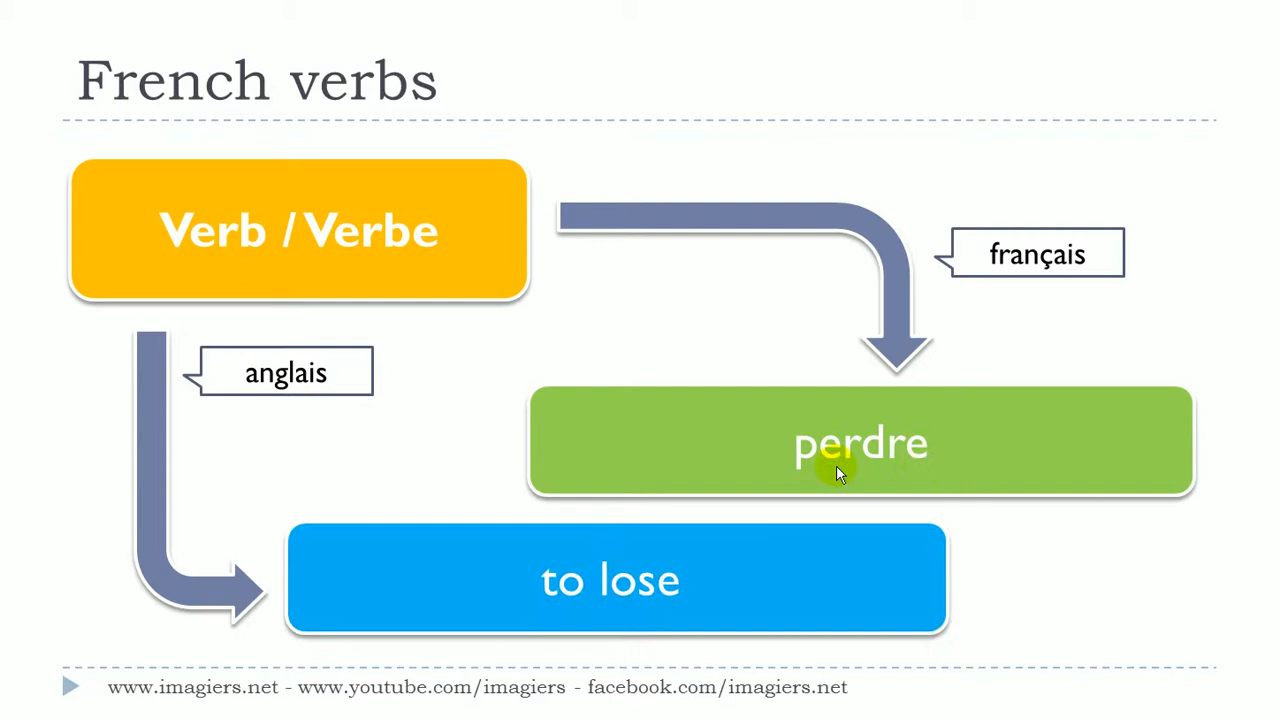 French verbs
Verb / Verbe
français
anglais
perdre
to lose
www.imagiers.net - www.youtube.com/imagiers - facebook.com/imagiers.net